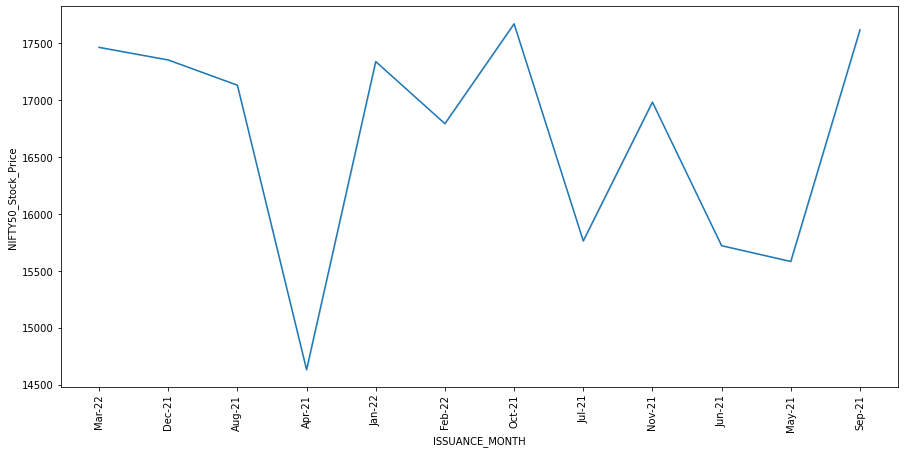 17500
17000
16500
16000
15500
15000
14500
NIFTY50_Stock_Price
Mar-22
Dec-21
Aug-21
Apr-21
Jan-22
Feb-22
Oct-21
Jul-21
Nov-21
Jun-21
May-21
Sep-21
ISSUANCE_MONTH